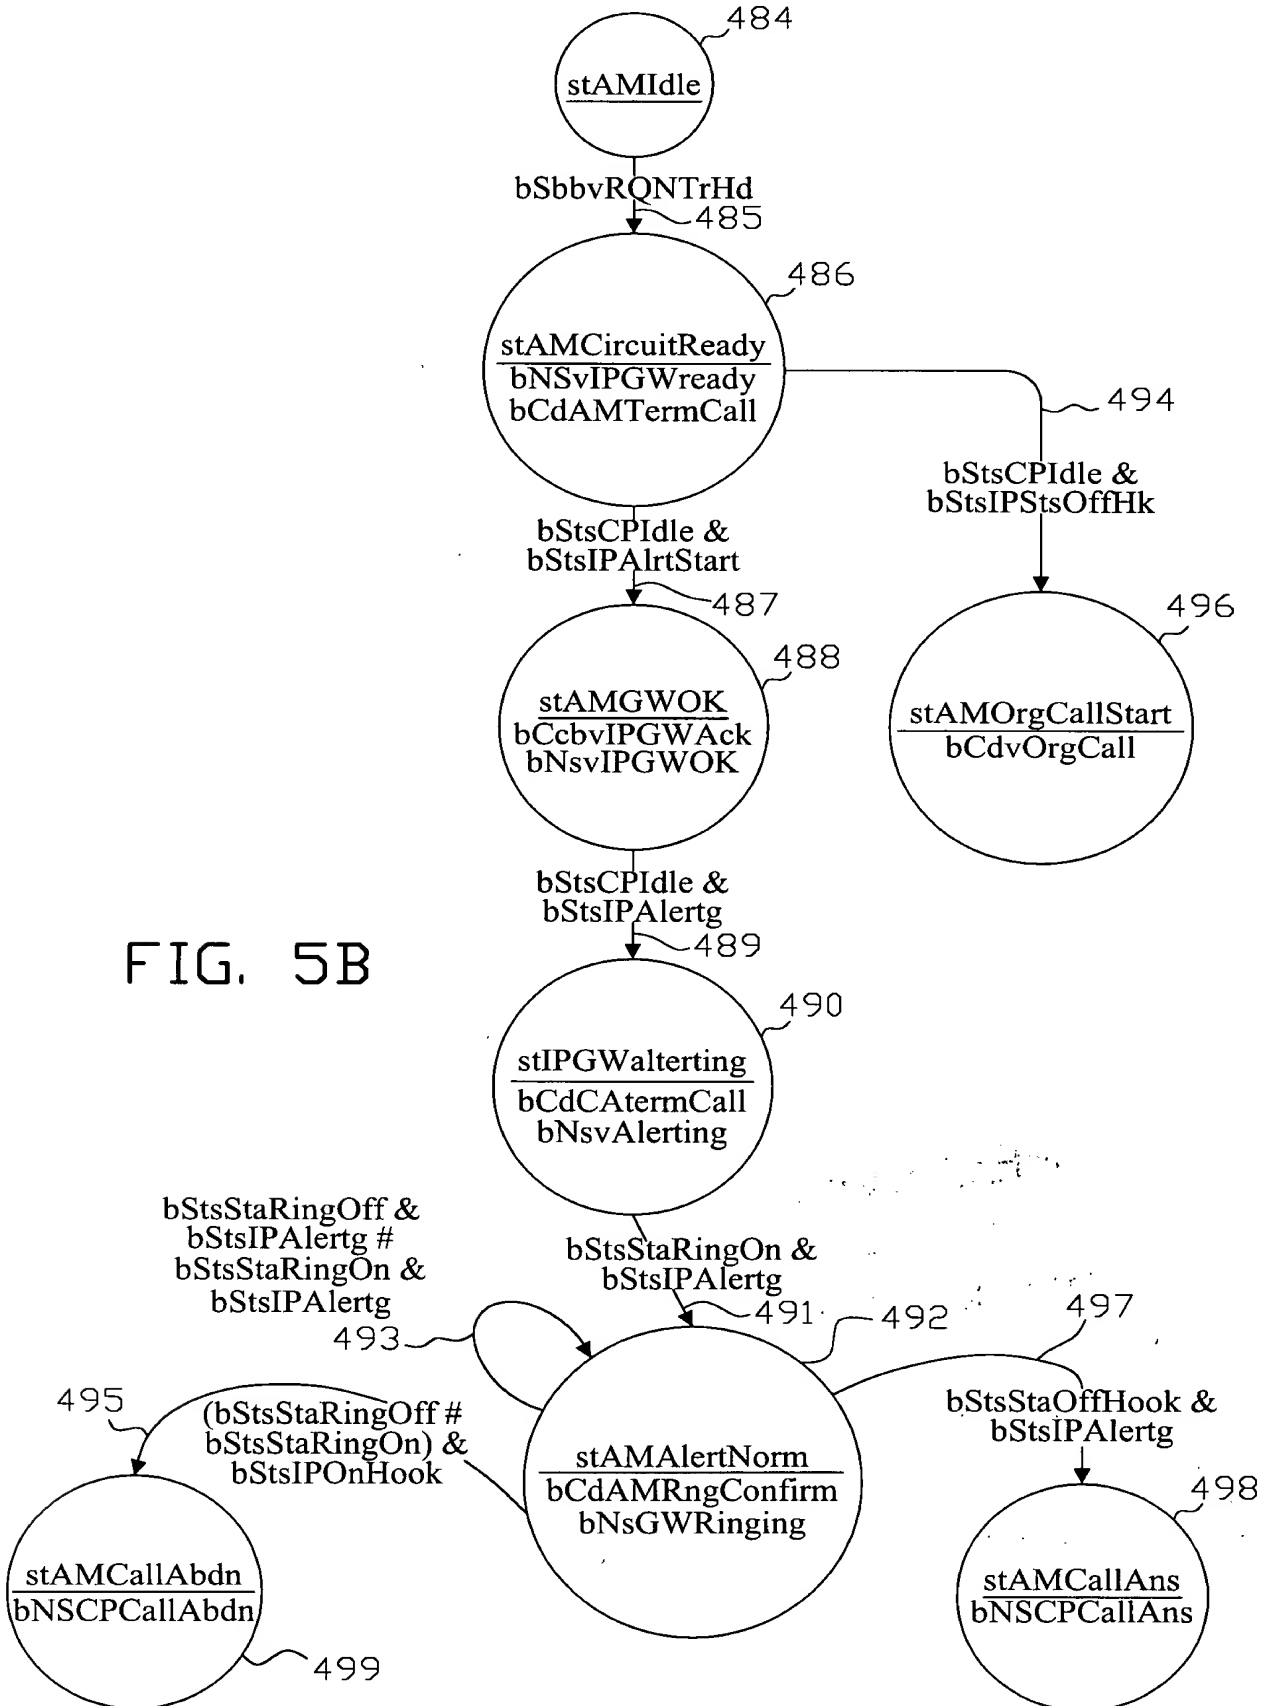 484
stAMIdle
bSbbvRQNTrHd
485
486
stAMCircuitReady
bNSvIPGWready
bCdAMTermCall
494
bStsCPIdle &
bStsIPStsOffHk
bStsCPIdle &
bStsIPAlrtStart
487
496
488
stAMGWOK
bCcbvIPGWAck
bNsvIPGWOK
stAMOrgCallStart
bCdvOrgCall
bStsCPIdle &
bStsIPAlertg
489
FIG. 5B
490
stIPGWalterting
bCdCAtermCall
bNsvAlerting
bStsStaRingOff &
bStsIPAlertg #
bStsStaRingOn &
bStsIPAlertg
493
bStsStaRingOn &
bStsIPAlertg
491
492
497
495
(bStsStaRingOff #
bStsStaRingOn) &
bStsIPOnHook
bStsStaOffHook &
bStsIPAlertg
stAMAlertNorm
bCdAMRngConfirm
bNsGWRinging
498
stAMCallAbdn
bNSCPCallAbdn
499
stAMCallAns
bNSCPCallAns